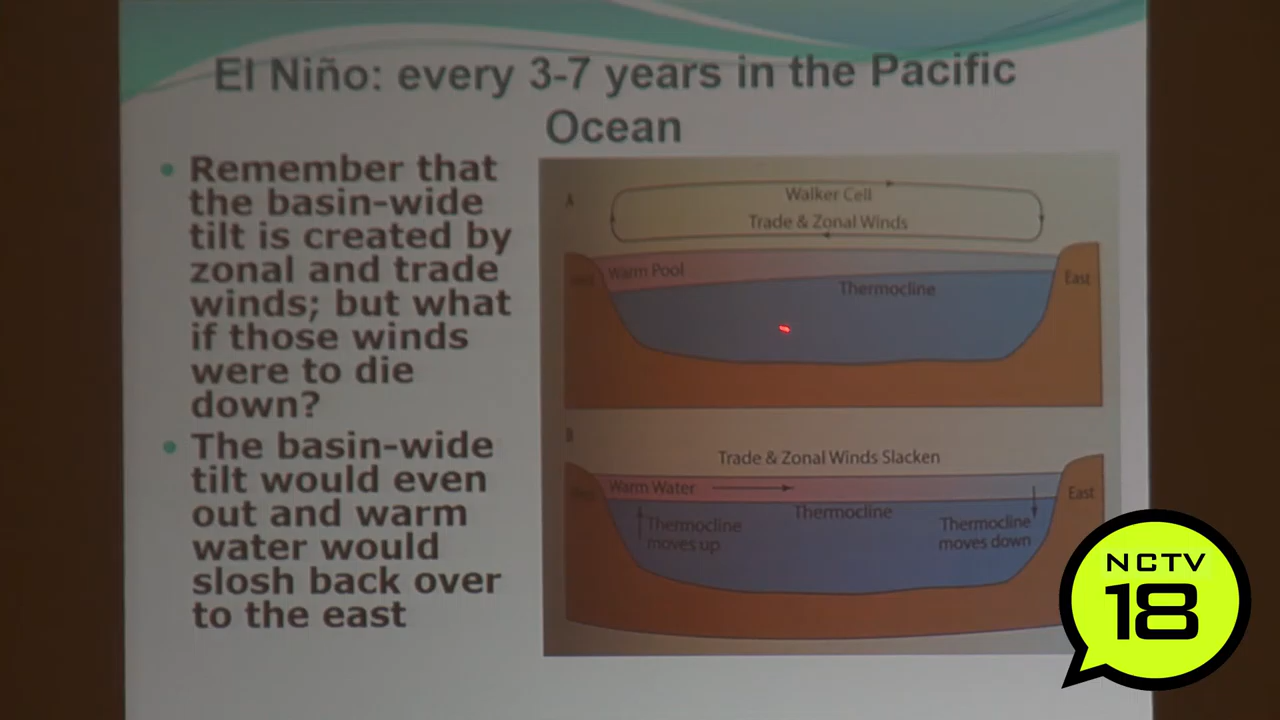 El Niño: every 3-7 years in the Pacific
Ocean
• Remember that
the basin-wide
tilt is created by
zonal and trade
winds; but what
if those winds
were to die
down?
• The basin-wide
tilt would even
out and warm
water would
slosh back over
to the east
A
Walker Cell
Trade & Zonal Winds
Warm Pool
Thermocline
East
B
Trade & Zonal Winds Slacken
Warm Water
Thermocline
East
Thermocline
moves up
Thermocline
moves down
NCTV
18